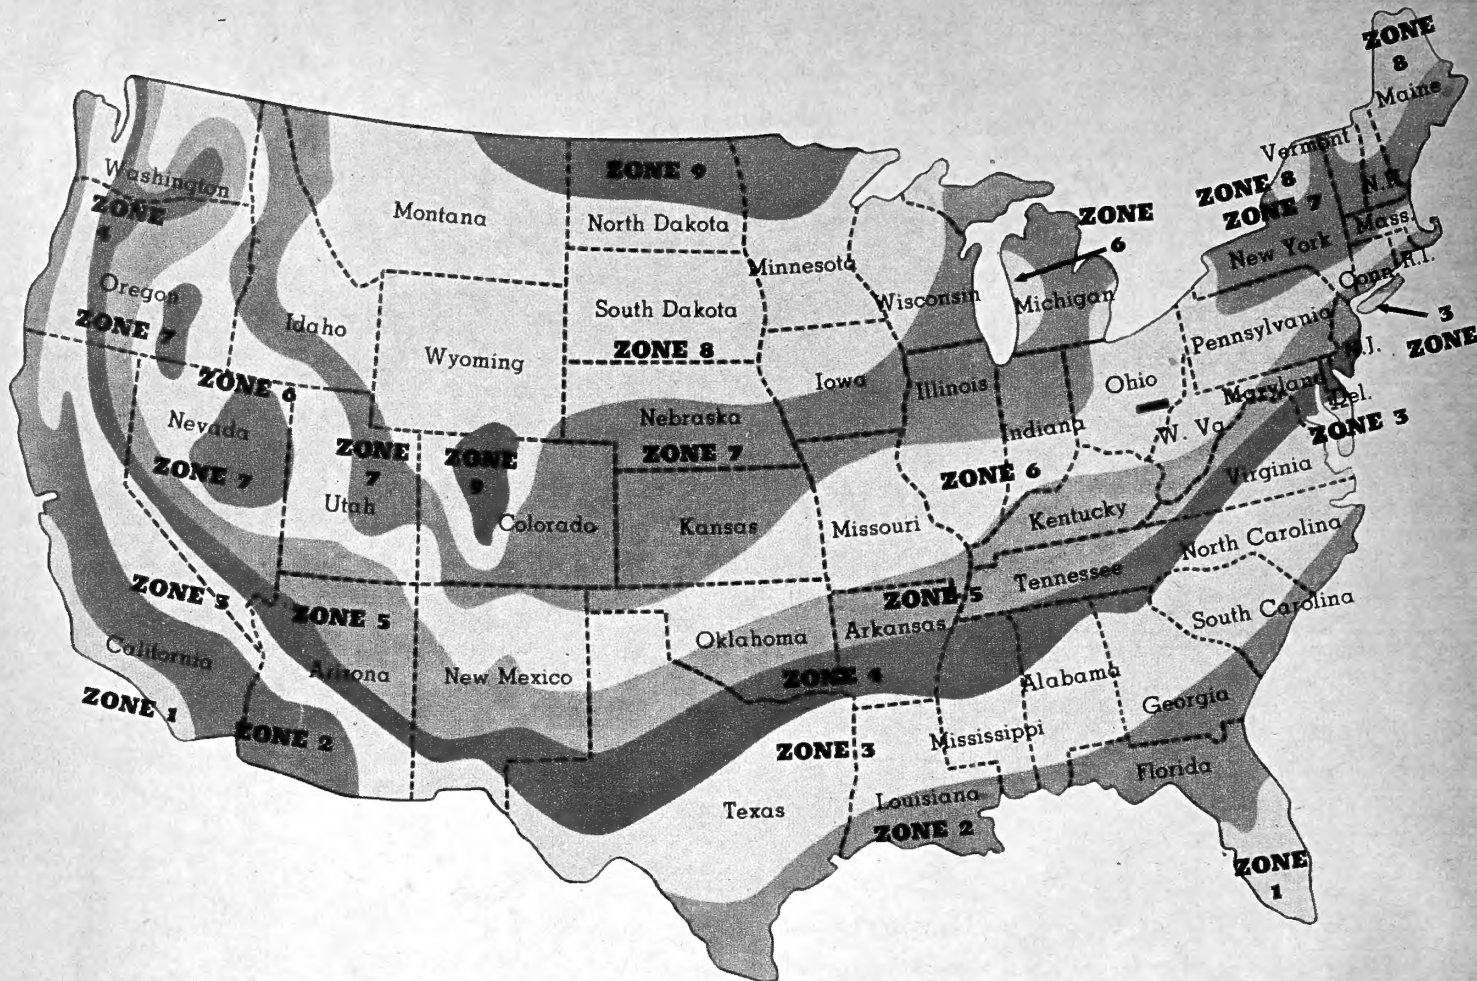 ZONE
8
Maine
Vermont
N.H.
ZONE 8
ZONE 7
Mass.
New York
Conn.
R.I.
ZONE
6
3
ZONE
Washington
ZONE
4
Oregon
ZONE 7
Idaho
Montana
ZONE 9
North Dakota
Minnesota
South Dakota
ZONE 8
Wyoming
Wisconsin
Michigan
Pennsylvania
N.J.
Maryland
Del.
ZONE 3
Ohio
W. Va.
Virginia
Iowa
Illinois
Indiana
ZONE 6
Nevada
ZONE 7
ZONE
7
Utah
ZONE
9
Colorado
Nebraska
ZONE 7
Kansas
Missouri
ZONE 6
Kentucky
North Carolina
Tennessee
ZONE 5
South Carolina
ZONE 3
California
ZONE 1
ZONE 5
Arizona
ZONE 2
New Mexico
Oklahoma
Arkansas
ZONE 4
Alabama
Georgia
Mississippi
ZONE 3
Texas
Louisiana
ZONE 2
Florida
ZONE
1